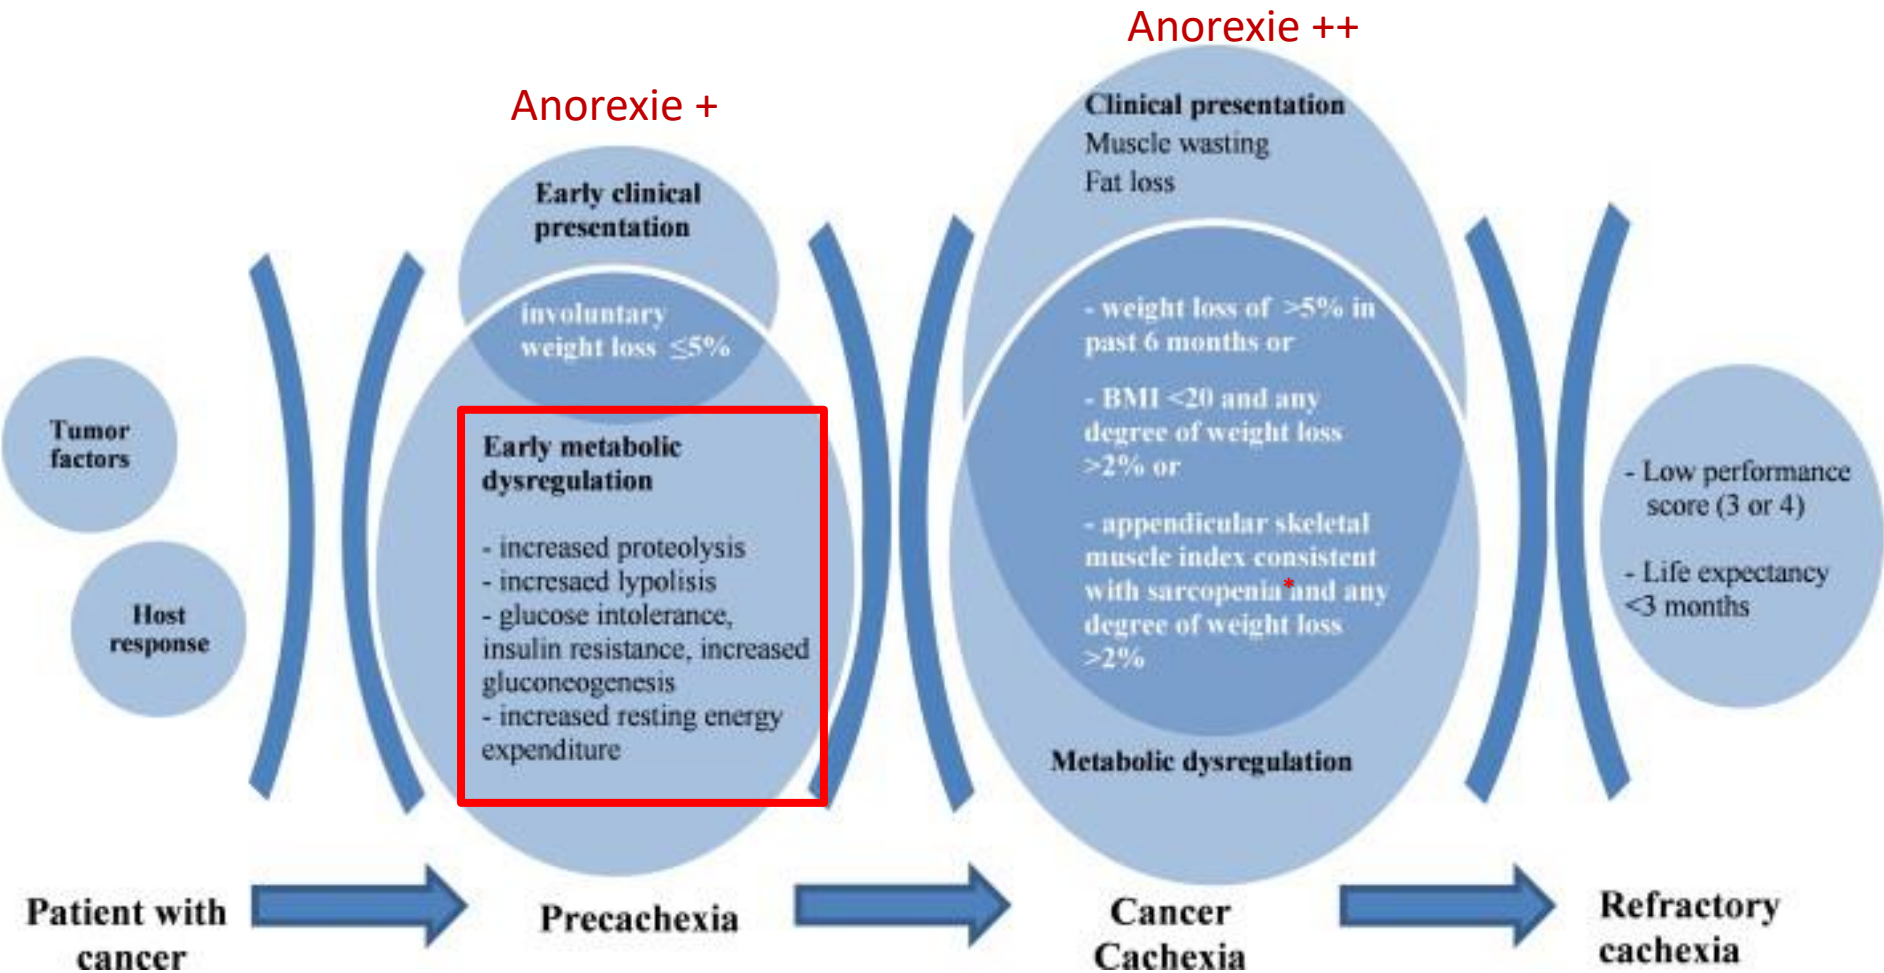 Anorexie ++
Anorexie +
Clinical presentation
Muscle wasting
Fat loss
Early clinical
presentation
involuntary
weight loss ≤5%
- weight loss of >5% in
past 6 months or
- BMI <20 and any
degree of weight loss
>2% or
- appendicular skeletal
muscle index consistent
with sarcopenia*and any
degree of weight loss
>2%
Metabolic dysregulation
Tumor
factors
Host
response
Early metabolic
dysregulation
- increased proteolysis
- incresaed lypolisis
- glucose intolerance,
insulin resistance, increased
gluconeogenesis
- increased resting energy
expenditure
- Low performance
score (3 or 4)
- Life expectancy
<3 months
Patient with
cancer
Precachexia
Cancer
Cachexia
Refractory
cachexia